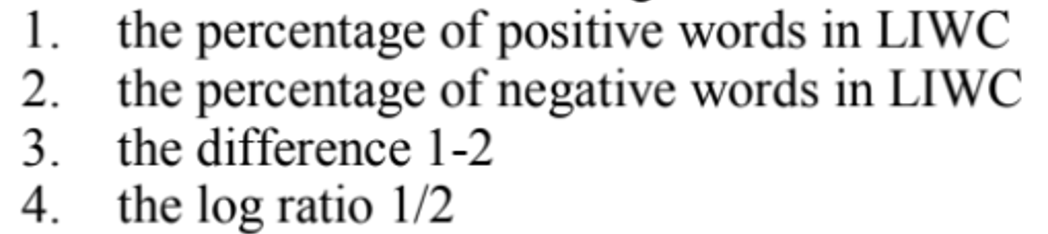 1. the percentage of positive words in LIWC
2. the percentage of negative words in LIWC
3. the difference 1-2
4. the log ratio 1/2